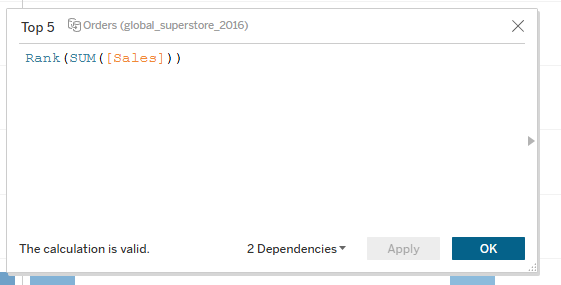 Top 5 Orders (global_superstore_2016)
Rank(SUM([Sales]))
The calculation is valid. 2 Dependencies Apply OK